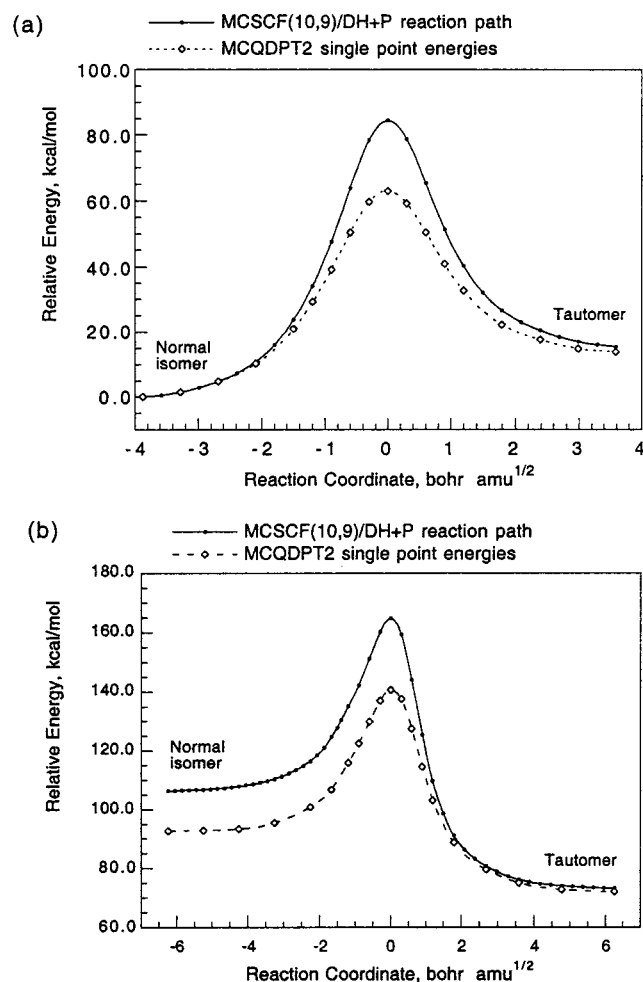 (a)
MCSCF(10,9)/DH+P reaction path
MCQDPT2 single point energies
Relative Energy, kcal/mol
100.0
80.0
60.0
40.0
20.0
0.0
Normal
isomer
Tautomer
-4 -3 -2 -1 0 1 2 3 4
Reaction Coordinate, bohr amu1/2
(b)
MCSCF(10,9)/DH+P reaction path
MCQDPT2 single point energies
Relative Energy, kcal/mol
180.0
160.0
140.0
120.0
100.0
80.0
60.0
Normal
isomer
Tautomer
-6 -4 -2 0 2 4 6
Reaction Coordinate, bohr amu1/2